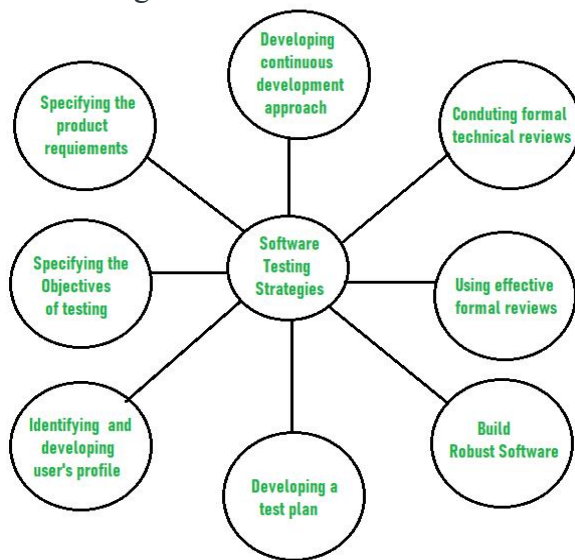 Developing
continuous
development
approach
Specifying the
product
requiements
Conduting formal
technical reviews
Software
Testing
Strategies
Specifying the
Objectives
of testing
Using effective
formal reviews
Identifying and
developing
user's profile
Build
Robust Software
Developing a
test plan